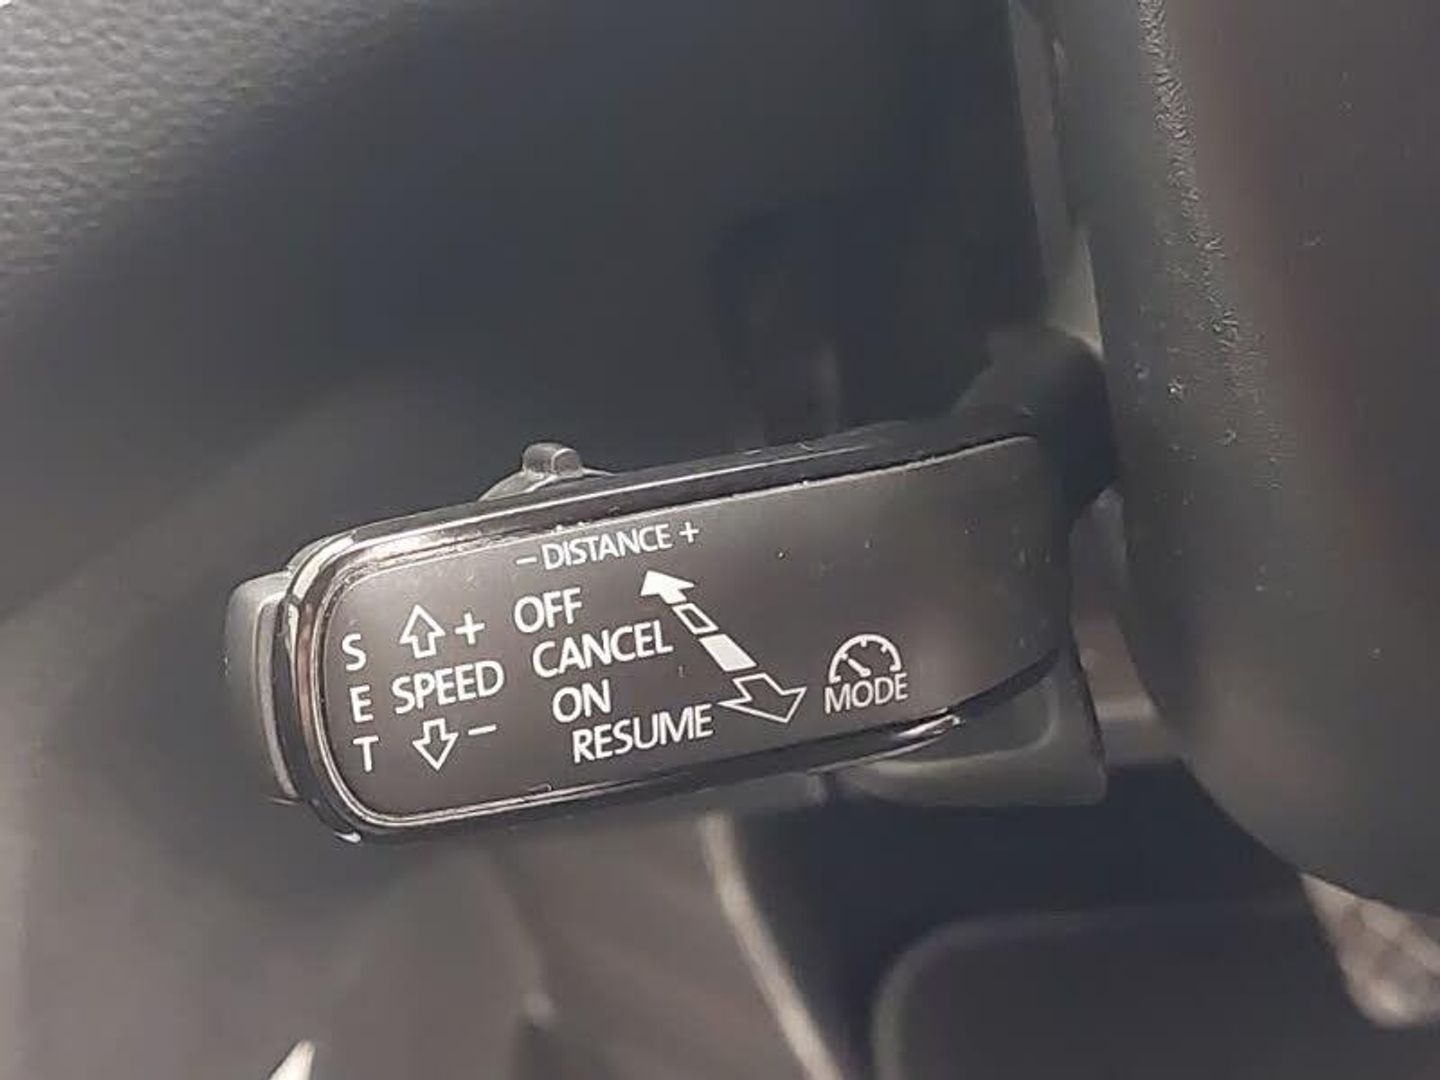 - DISTANCE +
S + OFF
CANCEL
E SPEED ON
T - RESUME
MODE